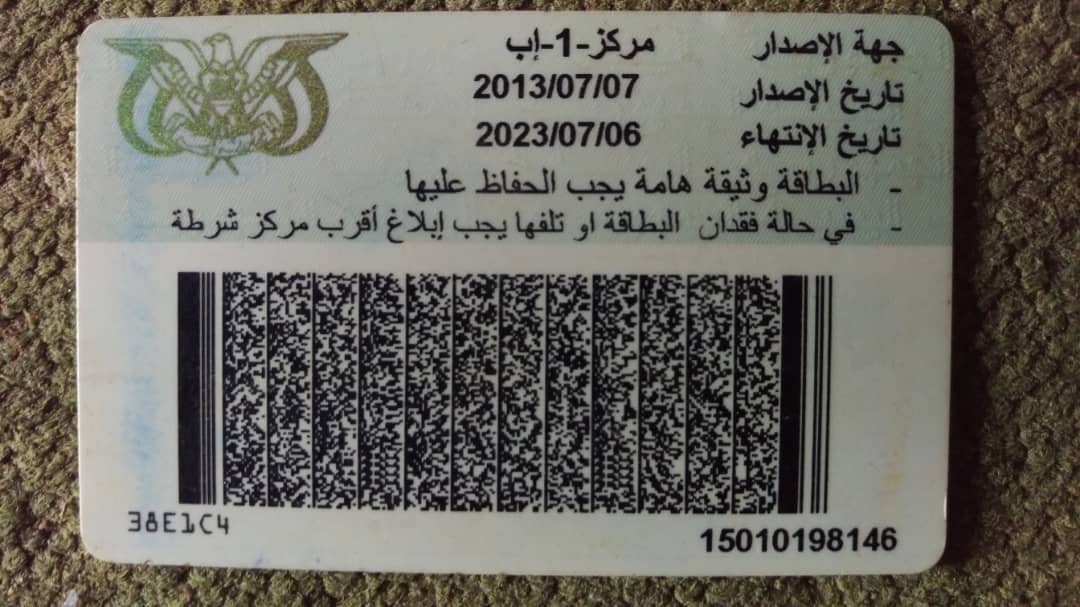 جهة الإصدار مركز-1-إب
تاريخ الإصدار 2013/07/07
تاريخ الإنتهاء 2023/07/06
- البطاقة وثيقة هامة يجب الحفاظ عليها
- في حالة فقدان البطاقة او تلفها يجب إبلاغ أقرب مركز شرطة
38E1C4
15010198146